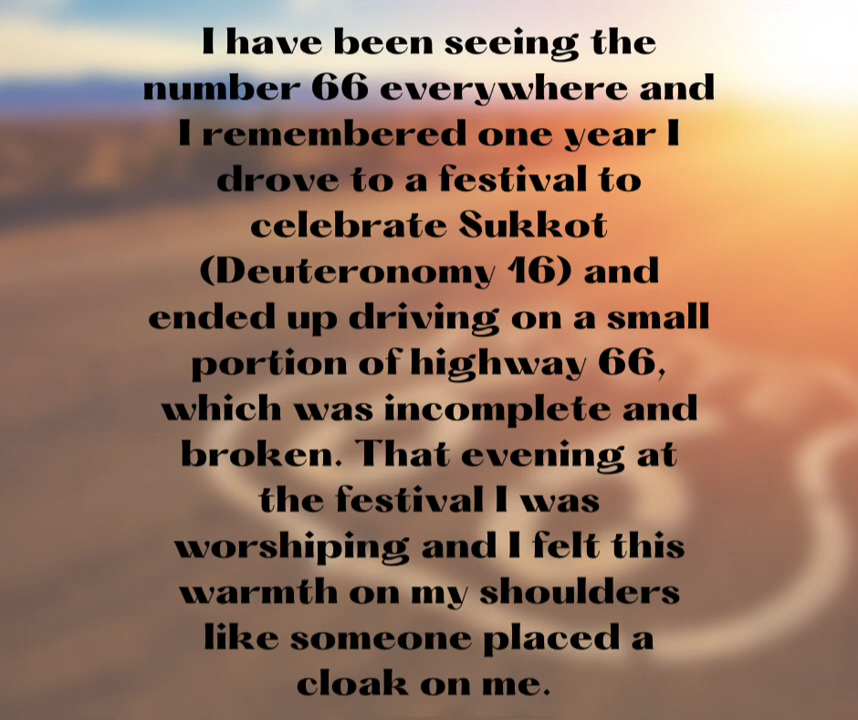 I have been seeing the
number 66 everywhere and
I remembered one year I
drove to a festival to
celebrate Sukkot
(Deuteronomy 16) and
ended up driving on a small
portion of highway 66,
which was incomplete and
broken. That evening at
the festival I was
worshiping and I felt this
warmth on my shoulders
like someone placed a
cloak on me.